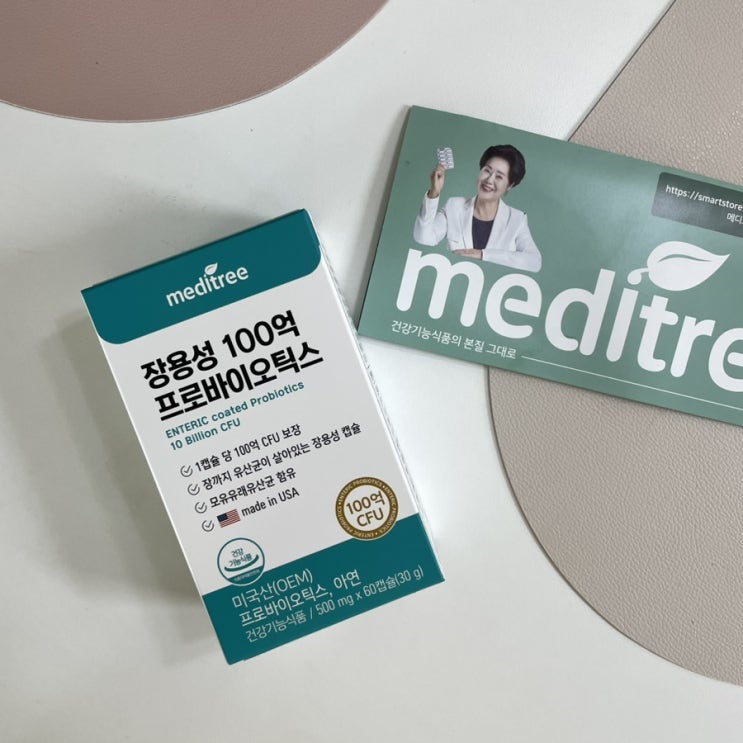 meditree
장용성 100억
프로바이오틱스
ENTERIC coated Probiotics
10 Billion CFU
1캡슐 당 100억 CFU 보장
장까지 유산균이 살아있는 장용성 캡슐
모유유래유산균 함유
made in USA
100억
CFU
건강
기능식품
미국산(OEM)
프로바이오틱스, 아연
건강기능식품 / 500 mg x 60캡슐(30 g)
https://smartstore
메디
meditre
건강기능식품의 본질 그대로